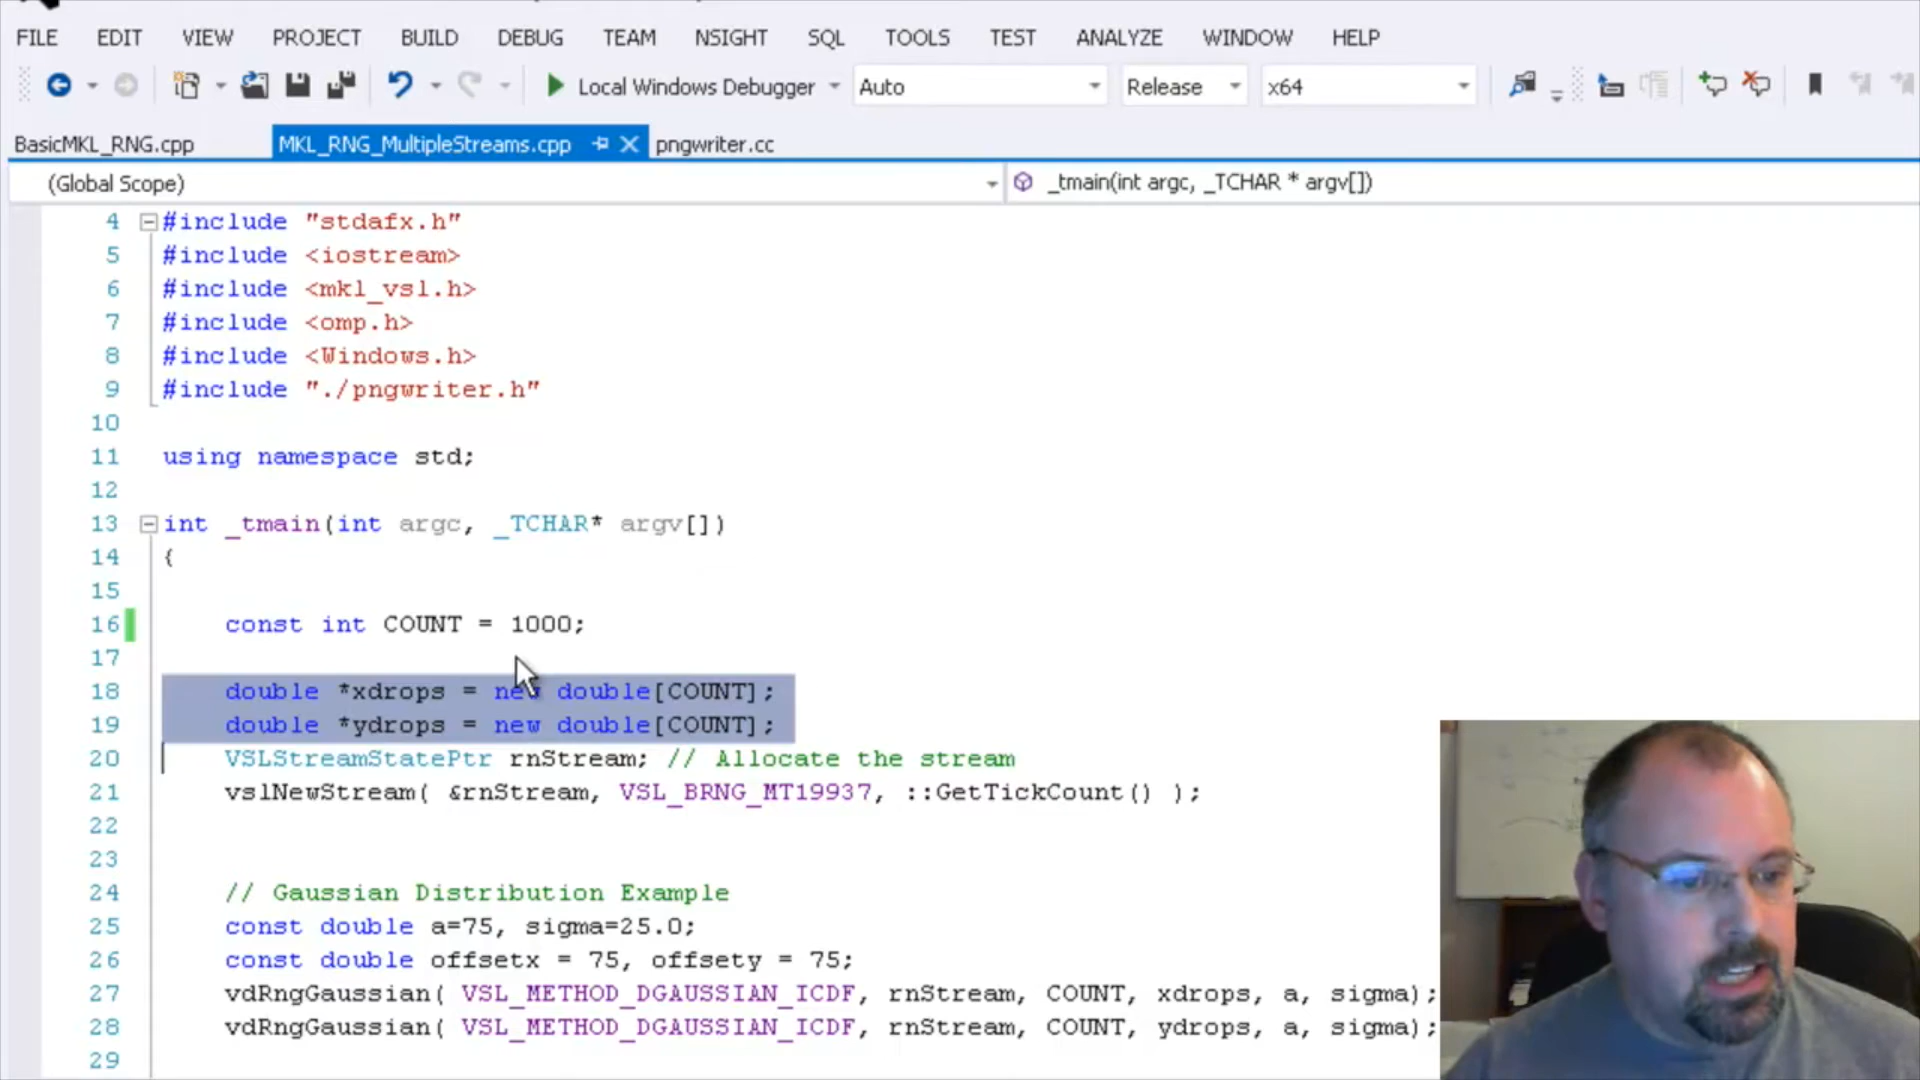 FILE EDIT VIEW PROJECT BUILD DEBUG TEAM NSIGHT SQL TOOLS TEST ANALYZE WINDOW HELP
Local Windows Debugger Auto Release x64
BasicMKL_RNG.cpp MKL_RNG_MultipleStreams.cpp pngwriter.cc
(Global Scope) _tmain(int argc, _TCHAR * argv[])
4 #include "stdafx.h"
5 #include <iostream>
6 #include <mkl_vsl.h>
7 #include <omp.h>
8 #include <Windows.h>
9 #include "./pngwriter.h"
10
11 using namespace std;
12
13 int _tmain(int argc, _TCHAR* argv[])
14 {
15
16 const int COUNT = 1000;
17
18 double *xdrops = new double[COUNT];
19 double *ydrops = new double[COUNT];
20 VSLStreamStatePtr rnStream; // Allocate the stream
21 vslNewStream( &rnStream, VSL_BRNG_MT19937, ::GetTickCount() );
22
23
24 // Gaussian Distribution Example
25 const double a=75, sigma=25.0;
26 const double offsetx = 75, offsety = 75;
27 vdRngGaussian( VSL_METHOD_DGAUSSIAN_ICDF, rnStream, COUNT, xdrops, a, sigma);
28 vdRngGaussian( VSL_METHOD_DGAUSSIAN_ICDF, rnStream, COUNT, ydrops, a, sigma);
29